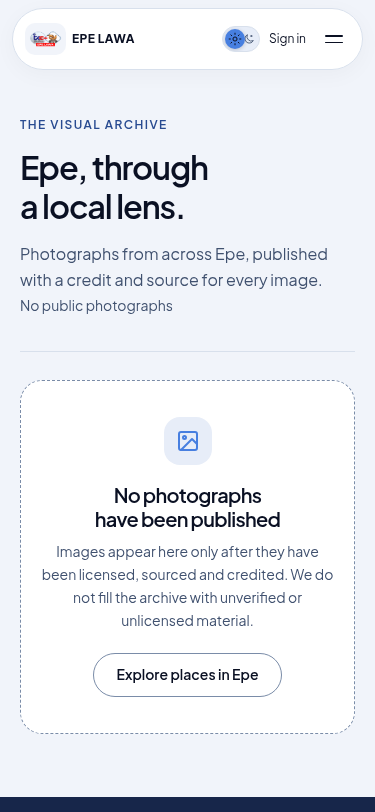 EPE LAWA
Sign in
THE VISUAL ARCHIVE
Epe, through
a local lens.
Photographs from across Epe, published
with a credit and source for every image.
No public photographs
No photographs
have been published
Images appear here only after they have
been licensed, sourced and credited. We do
not fill the archive with unverified or
unlicensed material.
Explore places in Epe